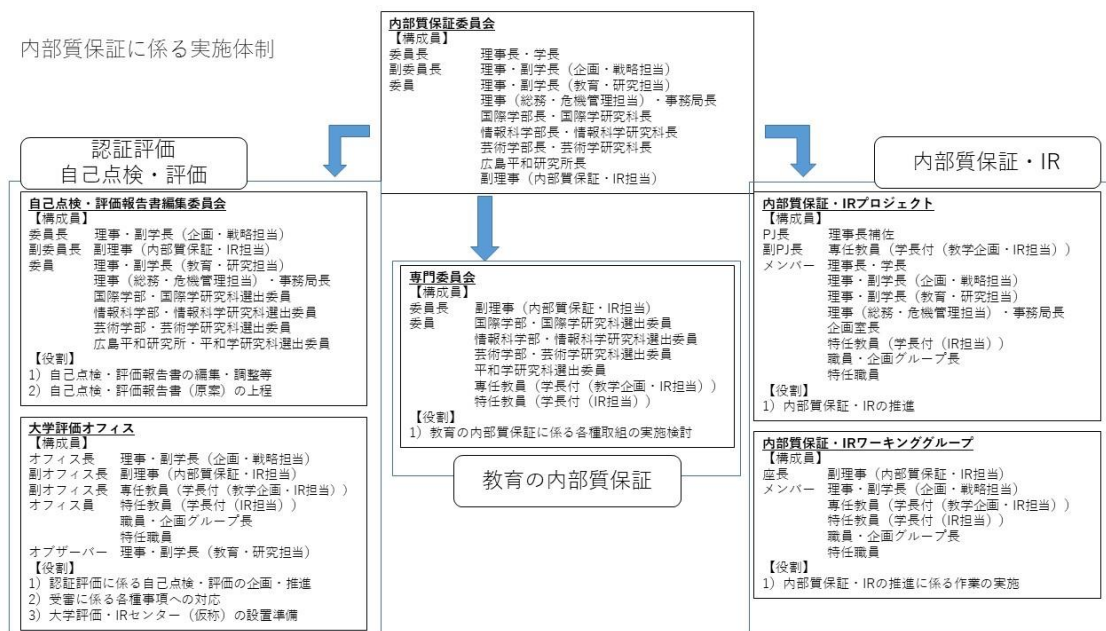 内部質保証に係る実施体制
内部質保証委員会
【構成員】
委員長 理事長・学長
副委員長 理事・副学長（企画・戦略担当）
委員 理事・副学長（教育・研究担当）
理事（総務・危機管理担当）・事務局長
国際学部長・国際学研究科長
情報科学部長・情報科学研究科長
芸術学部長・芸術学研究科長
広島平和研究所長
副理事（内部質保証・IR担当）
認証評価
自己点検・評価
自己点検・評価報告書編集委員会
【構成員】
委員長 理事・副学長（企画・戦略担当）
副委員長 副理事（内部質保証・IR担当）
委員 理事・副学長（教育・研究担当）
理事（総務・危機管理担当）・事務局長
国際学部・国際学研究科選出委員
情報科学部・情報科学研究科選出委員
芸術学部・芸術学研究科選出委員
広島平和研究所・平和学研究科選出委員
【役割】
1）自己点検・評価報告書の編集・調整等
2）自己点検・評価報告書（原案）の上程
大学評価オフィス
【構成員】
オフィス長 理事・副学長（企画・戦略担当）
副オフィス長 副理事（内部質保証・IR担当）
副オフィス長 専任教員（学長付（教学企画・IR担当））
オフィス員 特任教員（学長付（IR担当））
職員・企画グループ長
特任職員
オブザーバー 理事・副学長（教育・研究担当）
【役割】
1）認証評価に係る自己点検・評価の企画・推進
2）受審に係る各種事項への対応
3）大学評価・IRセンター（仮称）の設置準備
専門委員会
【構成員】
委員長 副理事（内部質保証・IR担当）
委員 国際学部・国際学研究科選出委員
情報科学部・情報科学研究科選出委員
芸術学部・芸術学研究科選出委員
平和学研究科選出委員
専任教員（学長付（教学企画・IR担当））
特任教員（学長付（IR担当））
【役割】
1）教育の内部質保証に係る各種取組の実施検討
教育の内部質保証
内部質保証・IR
内部質保証・IRプロジェクト
【構成員】
PJ長 理事長補佐
副PJ長 専任教員（学長付（教学企画・IR担当））
メンバー 理事長・学長
理事・副学長（企画・戦略担当）
理事・副学長（教育・研究担当）
理事（総務・危機管理担当）・事務局長
企画室長
特任教員（学長付（IR担当））
職員・企画グループ長
特任職員
【役割】
1）内部質保証・IRの推進
内部質保証・IRワーキンググループ
【構成員】
座長 副理事（内部質保証・IR担当）
メンバー 理事・副学長（企画・戦略担当）
専任教員（学長付（教学企画・IR担当））
特任教員（学長付（IR担当））
職員・企画グループ長
特任職員
【役割】
1）内部質保証・IRの推進に係る作業の実施